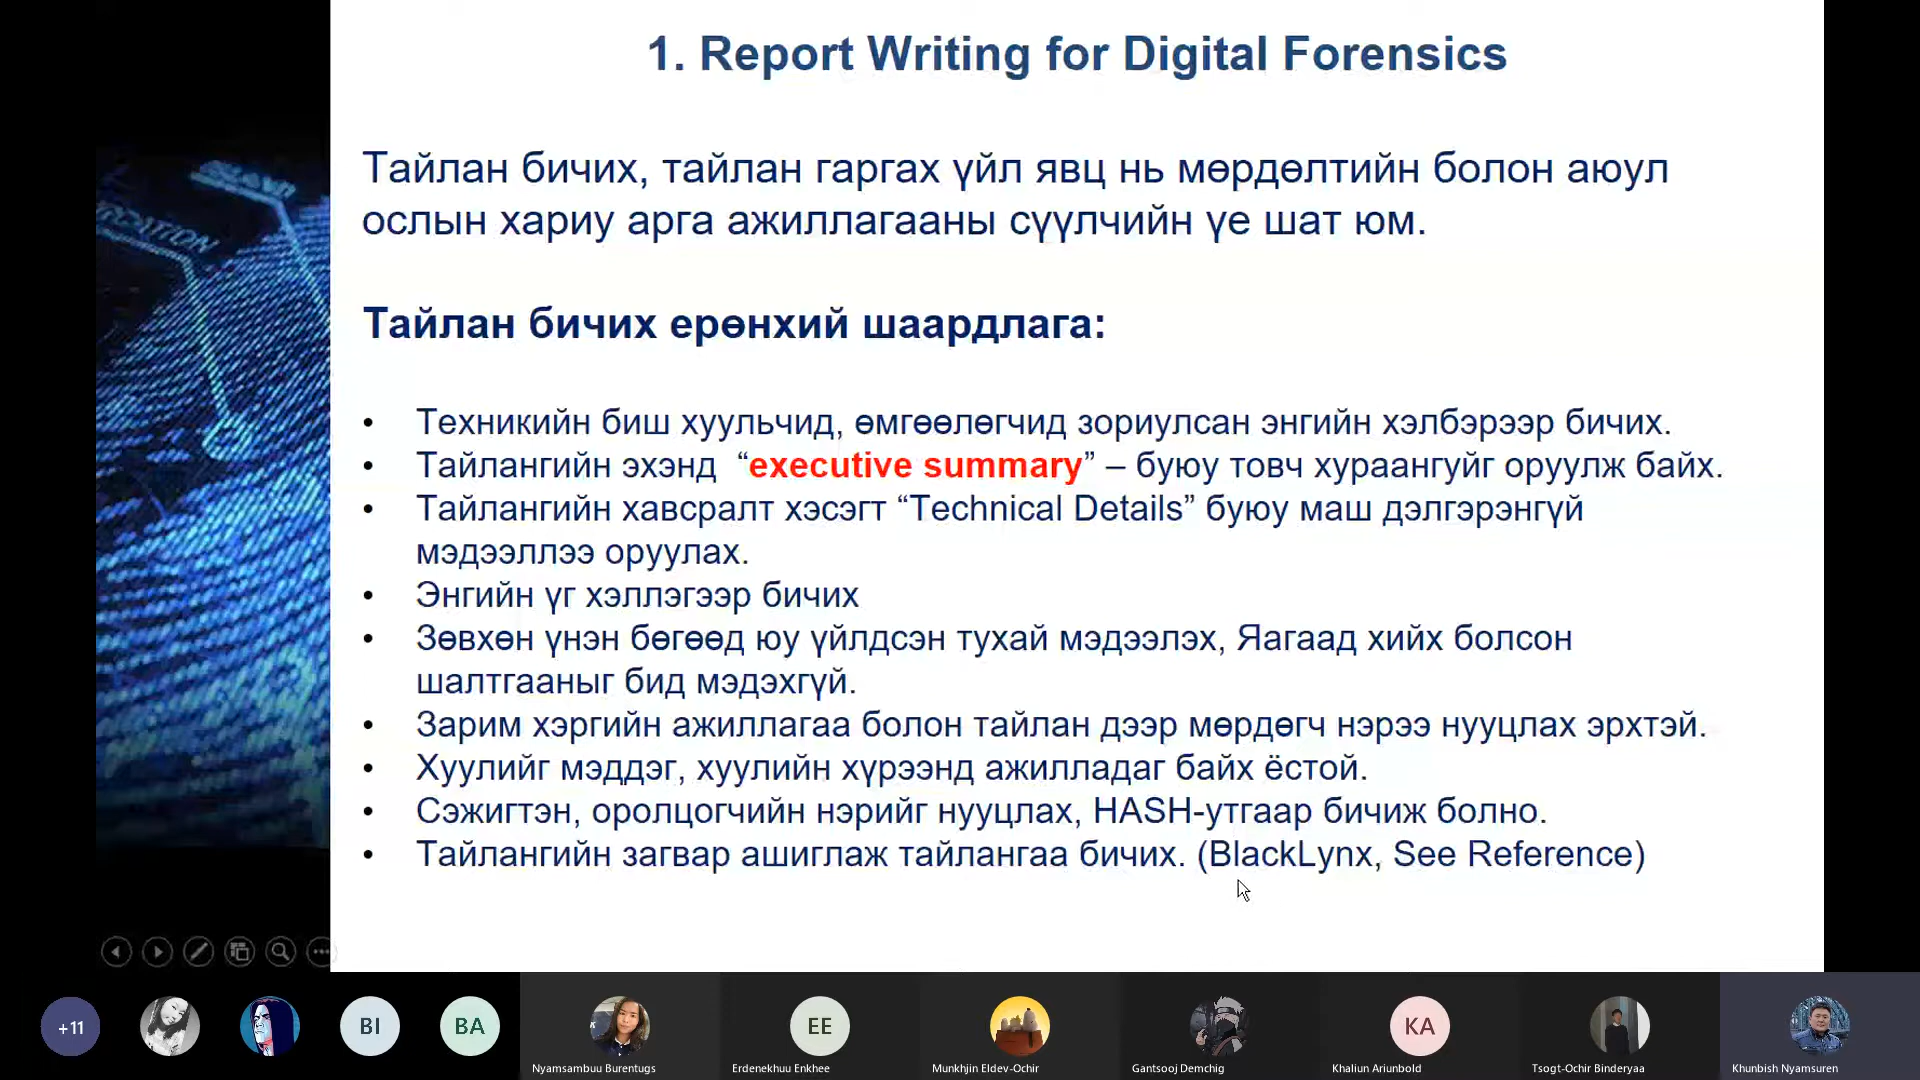 1. Report Writing for Digital Forensics
Тайлан бичих, тайлан гаргах үйл явц нь мөрдөлтийн болон аюул
ослын хариу арга ажиллагааны сүүлчийн үе шат юм.
Тайлан бичих ерөнхий шаардлага:
• Техникийн биш хуульчид, өмгөөлөгчид зориулсан энгийн хэлбэрээр бичих.
• Тайлангийн эхэнд “executive summary” – буюу товч хураангуйг оруулж байх.
• Тайлангийн хавсралт хэсэгт “Technical Details” буюу маш дэлгэрэнгүй
мэдээллээ оруулах.
• Энгийн үг хэллэгээр бичих
• Зөвхөн үнэн бөгөөд юу үйлдсэн тухай мэдээлэх, Яагаад хийх болсон
шалтгааныг бид мэдэхгүй.
• Зарим хэргийн ажиллагаа болон тайлан дээр мөрдөгч нэрээ нууцлах эрхтэй.
• Хуулийг мэддэг, хуулийн хүрээнд ажилладаг байх ёстой.
• Сэжигтэн, оролцогчийн нэрийг нууцлах, HASH-утгаар бичиж болно.
• Тайлангийн загвар ашиглаж тайлангаа бичих. (BlackLynx, See Reference)
+11
BI
BA
EE
KA
Nyamsambuu Burentugs
Erdenekhuu Enkhee
Munkhjin Eldev-Ochir
Gantsooj Demchig
Khaliun Ariunbold
Tsogt-Ochir Binderyaa
Khunbish Nyamsuren